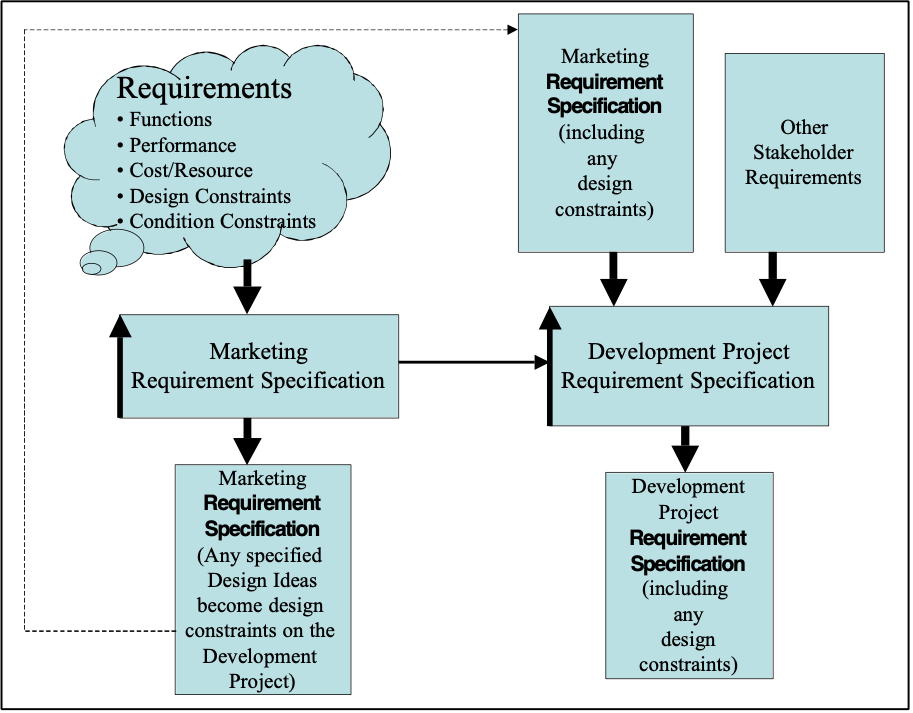 Requirements
• Functions
• Performance
• Cost/Resource
• Design Constraints
• Condition Constraints
Marketing
Requirement
Specification
(including
any
design
constraints)
Other
Stakeholder
Requirements
Marketing
Requirement Specification
Development Project
Requirement Specification
Marketing
Requirement
Specification
(Any specified
Design Ideas
become design
constraints on the
Development
Project)
Development
Project
Requirement
Specification
(including
any
design
constraints)